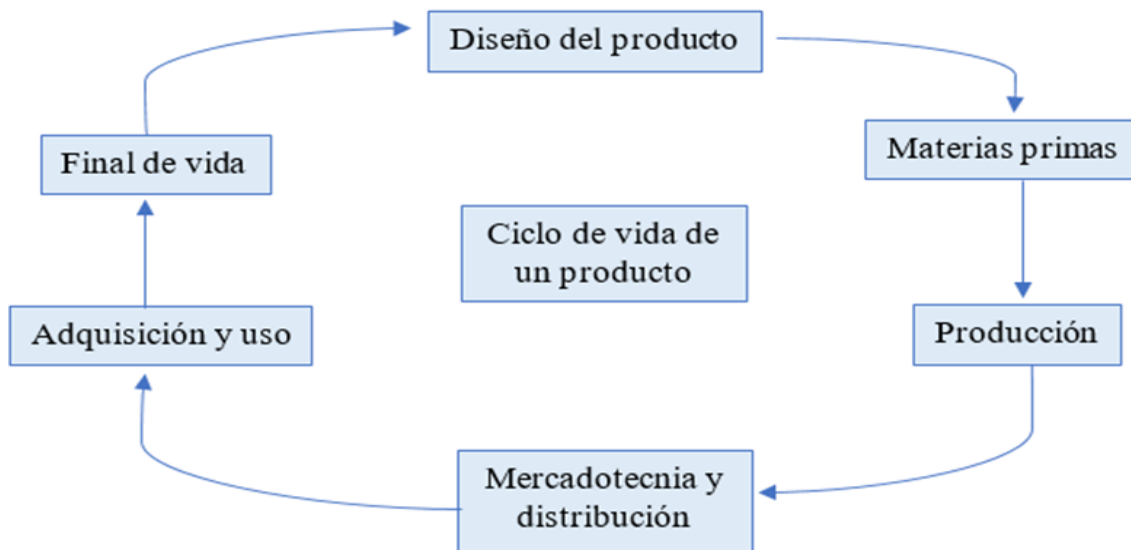 Diseño del producto
Materias primas
Final de vida
Ciclo de vida de
un producto
Adquisición y uso
Producción
Mercadotecnia y
distribución